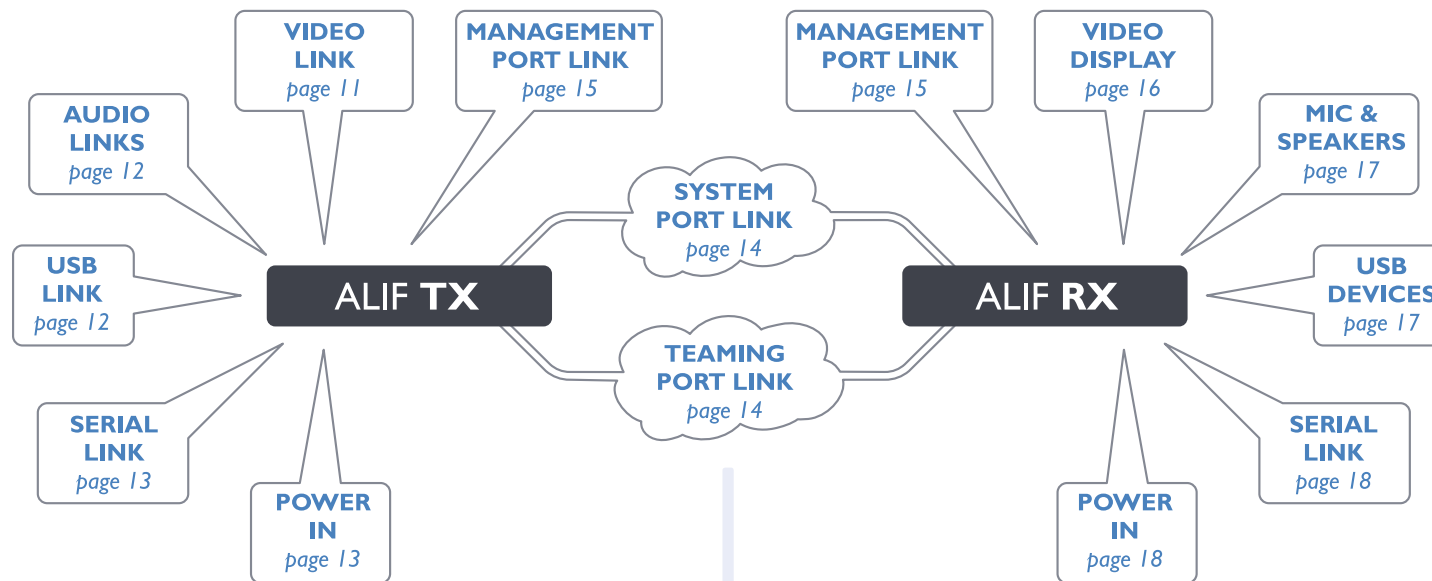 VIDEO
LINK
page 11
MANAGEMENT
PORT LINK
page 15
MANAGEMENT
PORT LINK
page 15
VIDEO
DISPLAY
page 16
AUDIO
LINKS
page 12
MIC &
SPEAKERS
page 17
SYSTEM
PORT LINK
page 14
USB
LINK
page 12
ALIF TX
ALIF RX
USB
DEVICES
page 17
TEAMING
PORT LINK
page 14
SERIAL
LINK
page 13
SERIAL
LINK
page 18
POWER
IN
page 13
POWER
IN
page 18